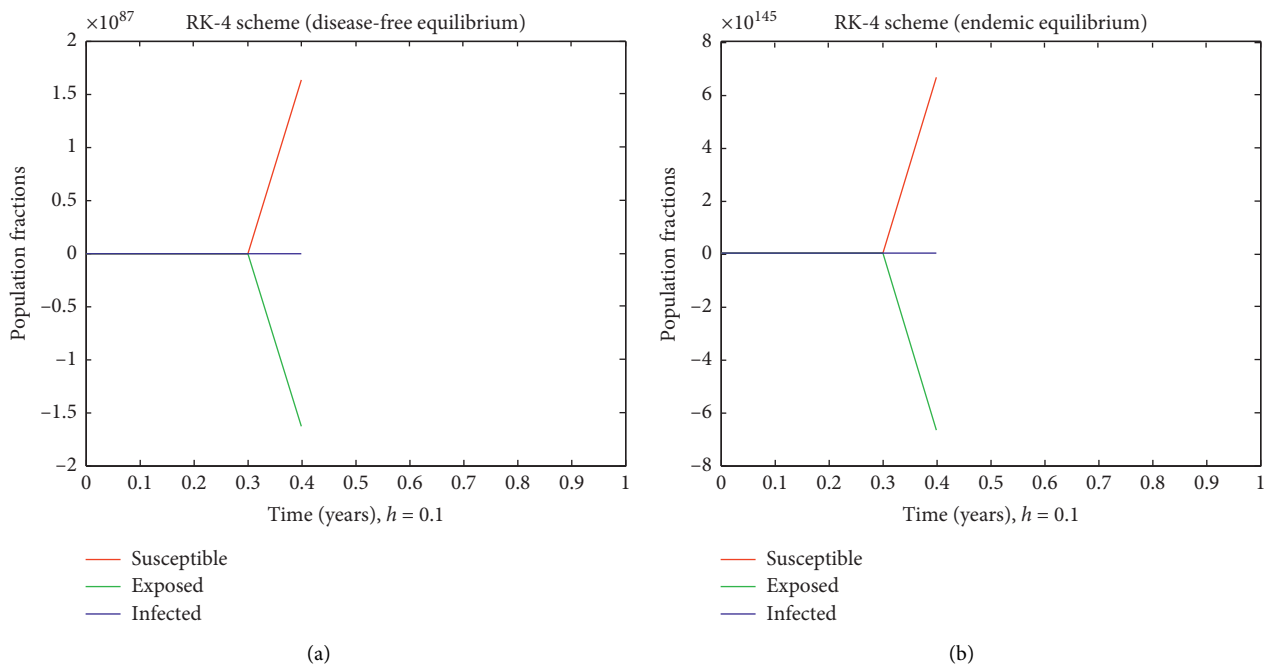 ×10^87
RK-4 scheme (disease-free equilibrium)
2
1.5
1
0.5
0
–0.5
–1
–1.5
–2
Population fractions
0 0.1 0.2 0.3 0.4 0.5 0.6 0.7 0.8 0.9 1
Time (years), h = 0.1
Susceptible
Exposed
Infected
(a)
×10^145
RK-4 scheme (endemic equilibrium)
8
6
4
2
0
–2
–4
–6
–8
Population fractions
0 0.1 0.2 0.3 0.4 0.5 0.6 0.7 0.8 0.9 1
Time (years), h = 0.1
Susceptible
Exposed
Infected
(b)